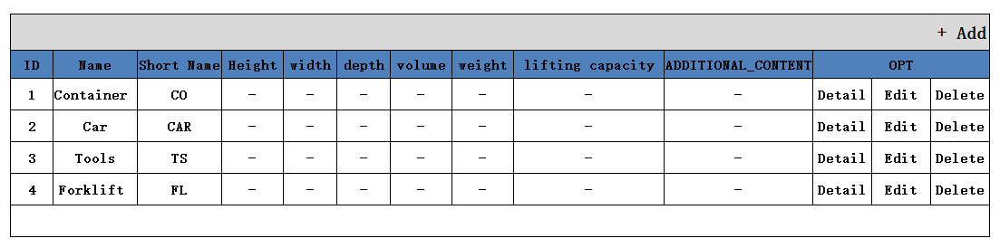 + Add
ID Name Short Name Height width depth volume weight lifting capacity ADDITIONAL_CONTENT OPT
1 Container CO - - - - - - - Detail Edit Delete
2 Car CAR - - - - - - - Detail Edit Delete
3 Tools TS - - - - - - - Detail Edit Delete
4 Forklift FL - - - - - - - Detail Edit Delete